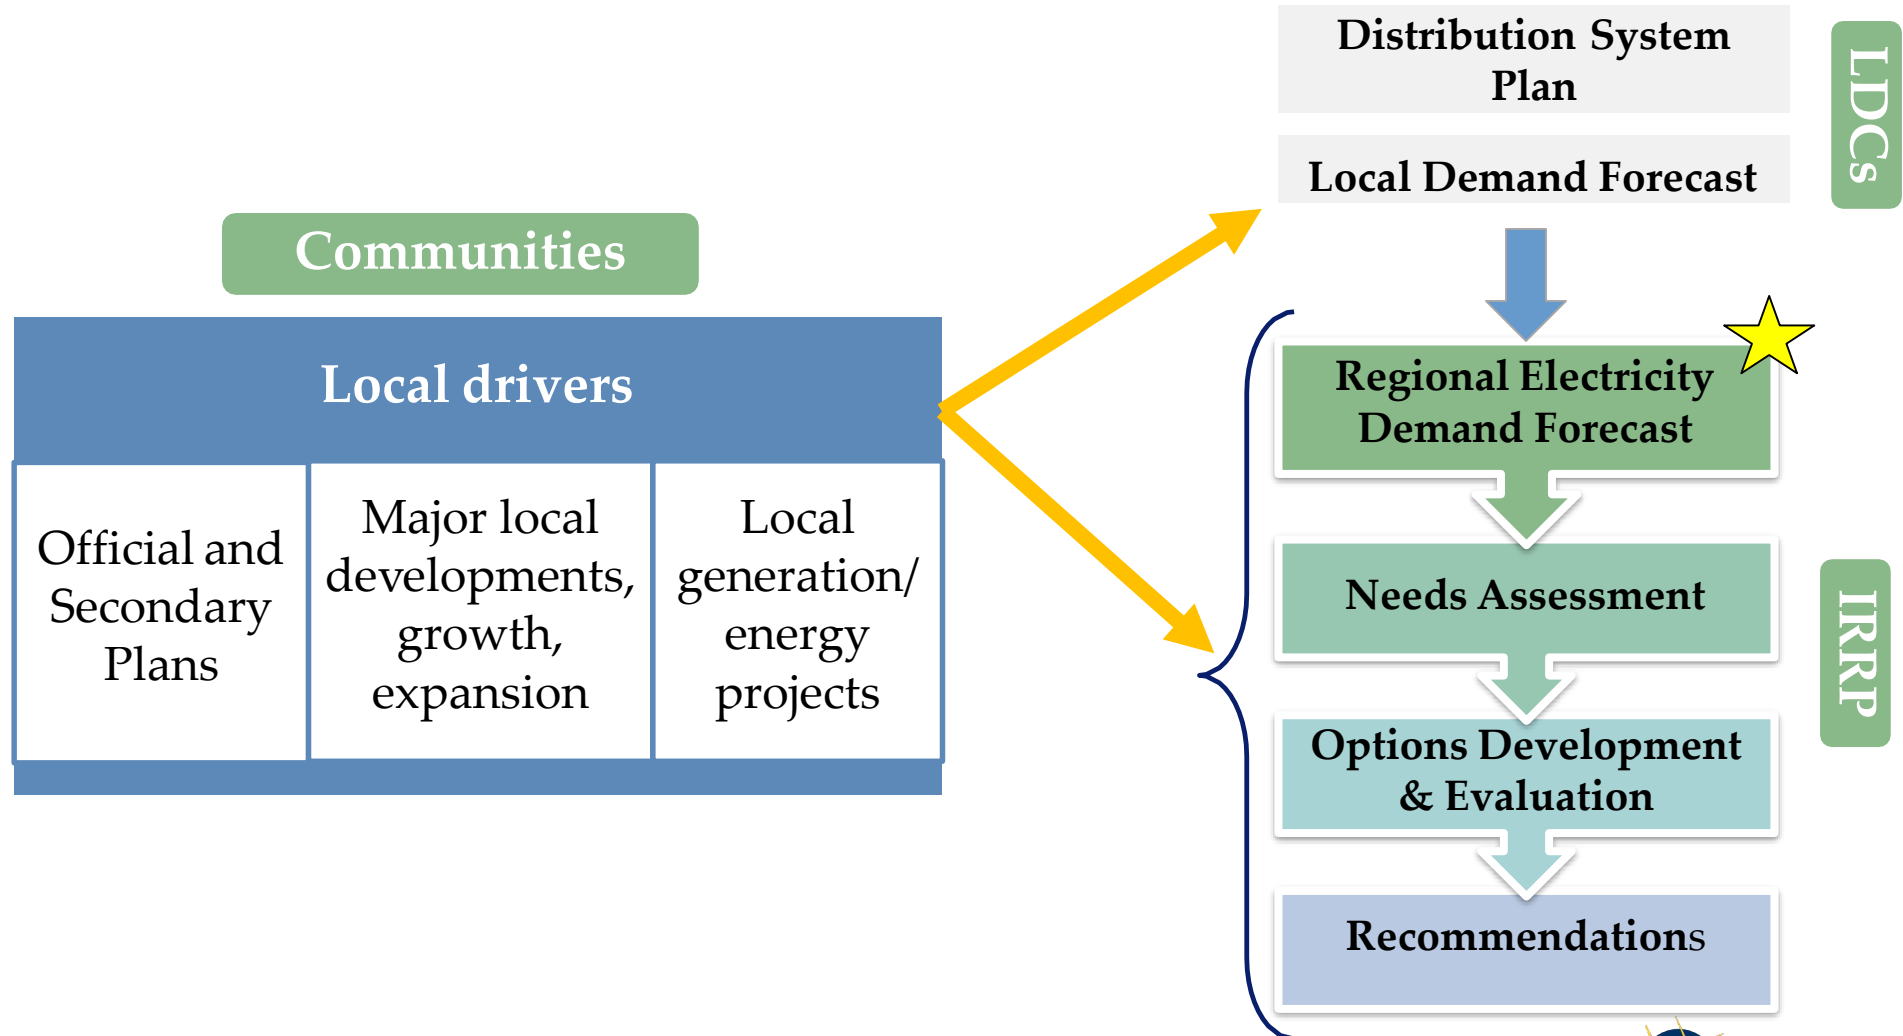 Communities
Local drivers
Official and
Secondary
Plans
Major local
developments,
growth,
expansion
Local
generation/
energy
projects
Distribution System
Plan
Local Demand Forecast
LDCs
Regional Electricity
Demand Forecast
Needs Assessment
Options Development
& Evaluation
Recommendations
IRRP